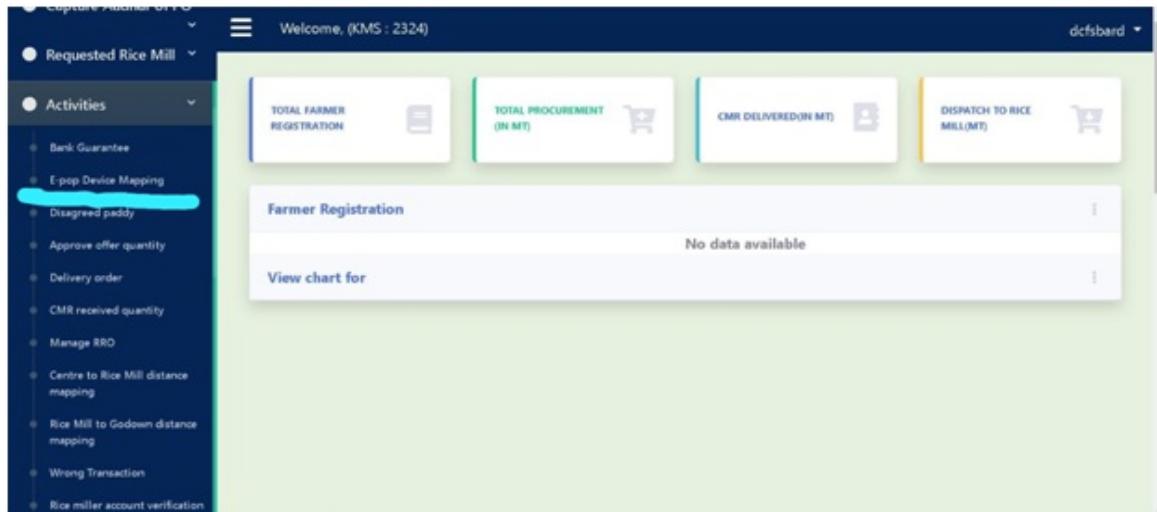 Requested Rice Mill
Activities
Bank Guarantee
E-pop Device Mapping
Disagreed paddy
Approve offer quantity
Delivery order
CMR received quantity
Manage RRO
Centre to Rice Mill distance
mapping
Rice Mill to Godown distance
mapping
Wrong Transaction
Rice miller account verification
Welcome, (KMS : 2324)
dcfsbard
TOTAL FARMER
REGISTRATION
TOTAL PROCUREMENT
(IN MT)
CMR DELIVERED(IN MT)
DISPATCH TO RICE
MILL(MT)
Farmer Registration
No data available
View chart for